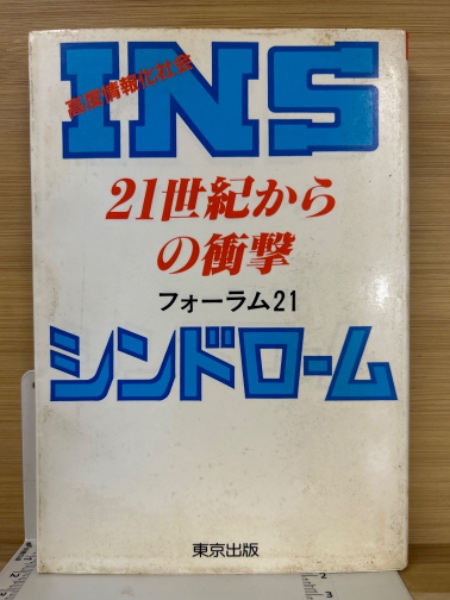 INS
高度情報化社会
21世紀から
の衝撃
フォーラム21
シンドローム
東京出版